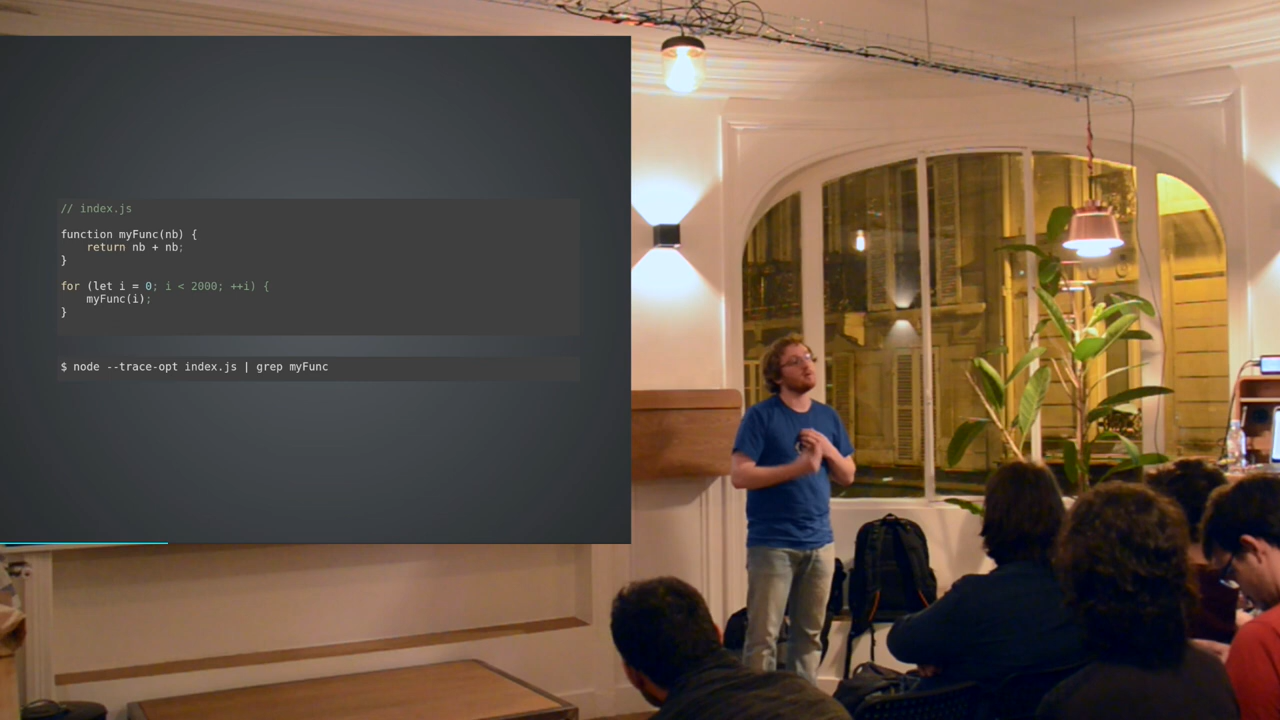 // index.js
function myFunc(nb) {
return nb + nb;
}
for (let i = 0; i < 2000; ++i) {
myFunc(i);
}
$ node --trace-opt index.js | grep myFunc